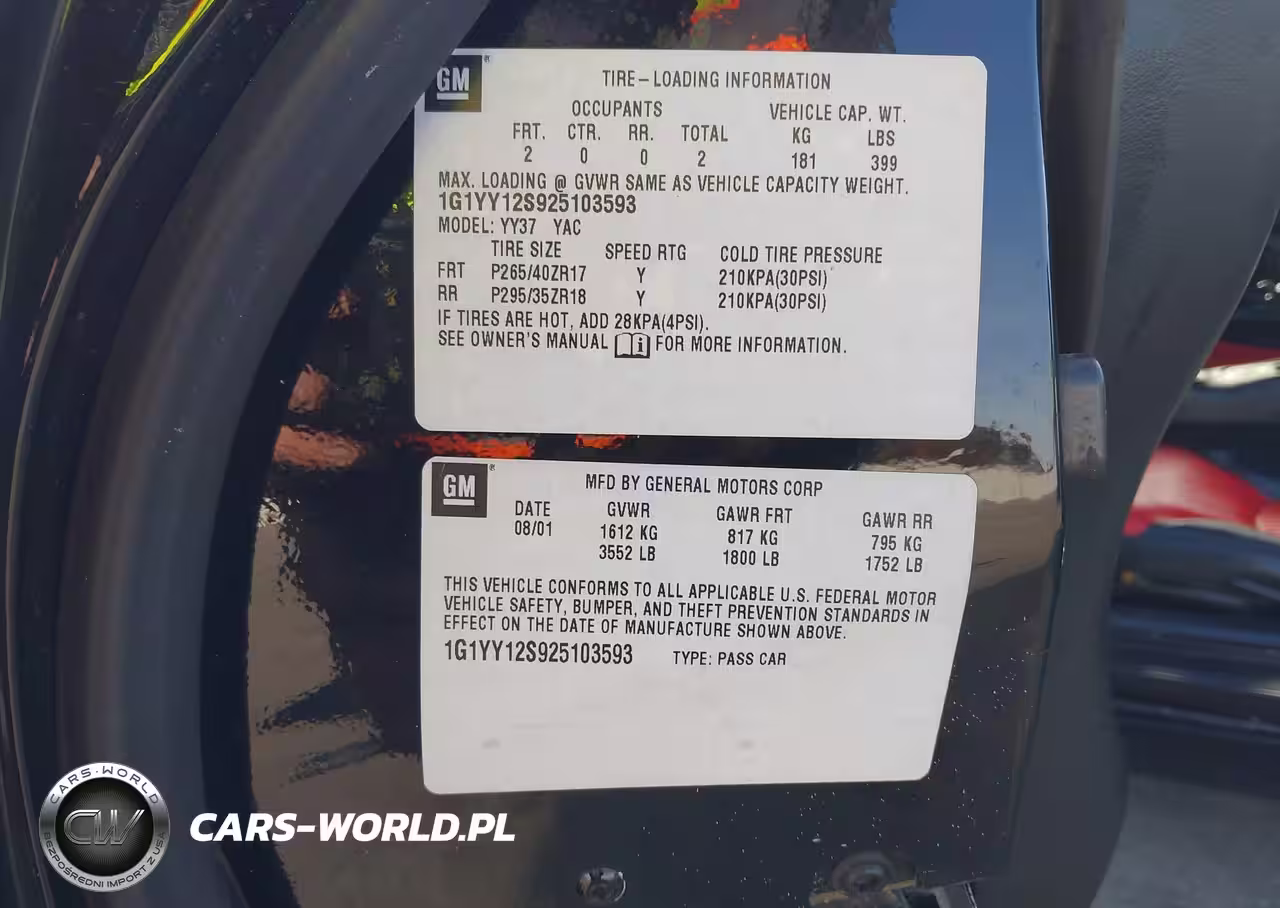 GM®
TIRE–LOADING INFORMATION
OCCUPANTS VEHICLE CAP. WT.
FRT. CTR. RR. TOTAL KG LBS
2 0 0 2 181 399
MAX. LOADING @ GVWR SAME AS VEHICLE CAPACITY WEIGHT.
1G1YY12S925103593
MODEL: YY37 YAC
TIRE SIZE SPEED RTG COLD TIRE PRESSURE
FRT P265/40ZR17 Y 210KPA(30PSI)
RR P295/35ZR18 Y 210KPA(30PSI)
IF TIRES ARE HOT, ADD 28KPA(4PSI).
SEE OWNER'S MANUAL FOR MORE INFORMATION.
GM®
MFD BY GENERAL MOTORS CORP
DATE GVWR GAWR FRT GAWR RR
08/01 1612 KG 817 KG 795 KG
3552 LB 1800 LB 1752 LB
THIS VEHICLE CONFORMS TO ALL APPLICABLE U.S. FEDERAL MOTOR
VEHICLE SAFETY, BUMPER, AND THEFT PREVENTION STANDARDS IN
EFFECT ON THE DATE OF MANUFACTURE SHOWN ABOVE.
1G1YY12S925103593 TYPE: PASS CAR
CARS-WORLD
CW
BEZPOŚREDNI IMPORT Z USA
CARS-WORLD.PL